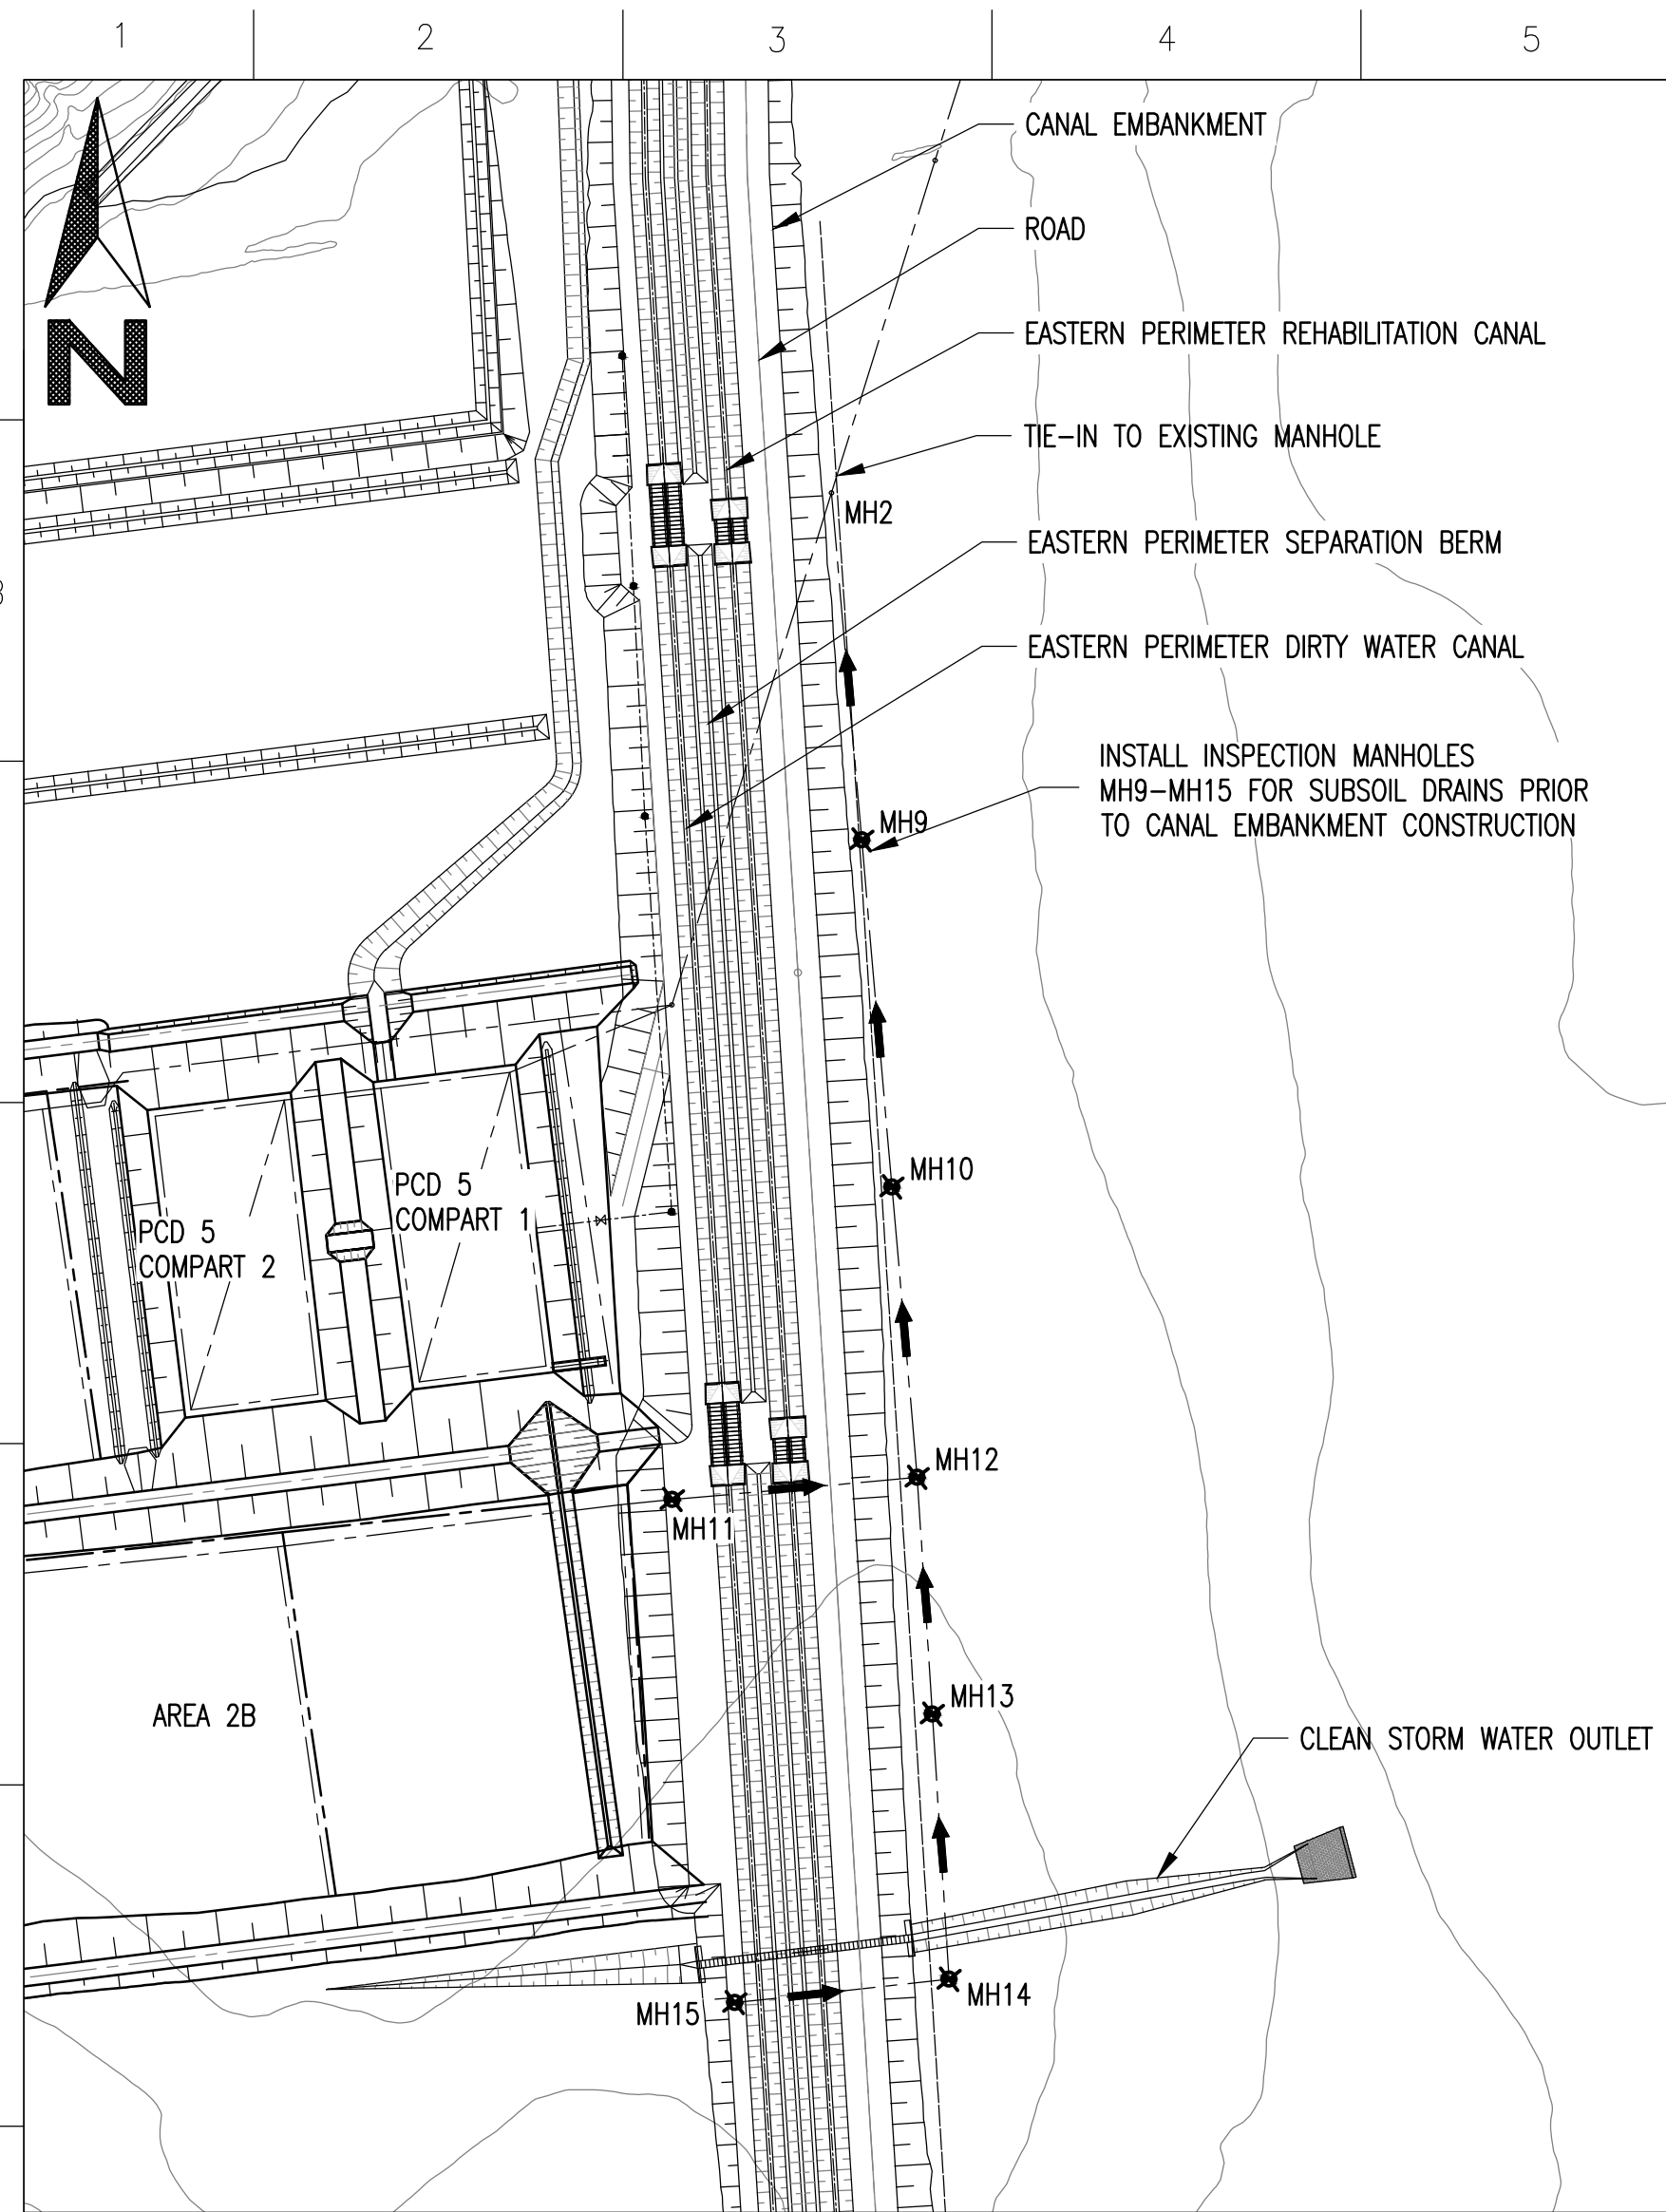 1 2 3 4 5
N
CANAL EMBANKMENT
ROAD
EASTERN PERIMETER REHABILITATION CANAL
TIE-IN TO EXISTING MANHOLE
MH2
EASTERN PERIMETER SEPARATION BERM
EASTERN PERIMETER DIRTY WATER CANAL
INSTALL INSPECTION MANHOLES
MH9-MH15 FOR SUBSOIL DRAINS PRIOR
TO CANAL EMBANKMENT CONSTRUCTION
MH9
MH10
PCD 5
COMPART 1
PCD 5
COMPART 2
MH12
MH11
MH13
AREA 2B
CLEAN STORM WATER OUTLET
MH14
MH15